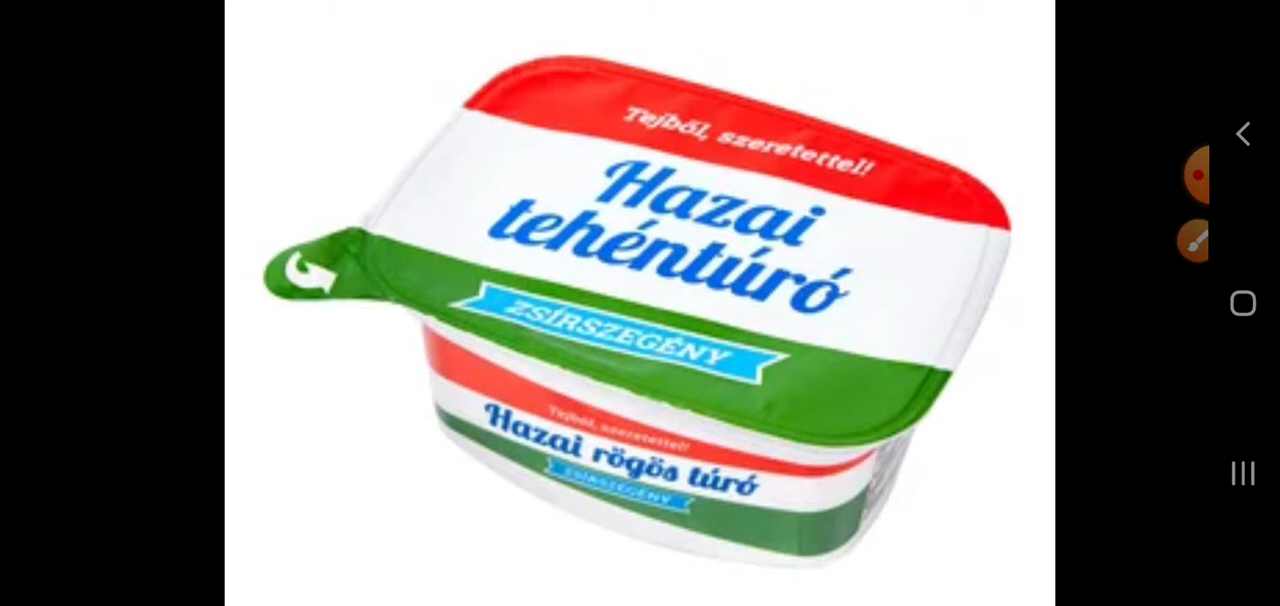 Tejből, szeretettel!
Hazai
tehéntúró
ZSÍRSZEGÉNY
Tejből, szeretettel!
Hazai rögös túró
ZSÍRSZEGÉNY